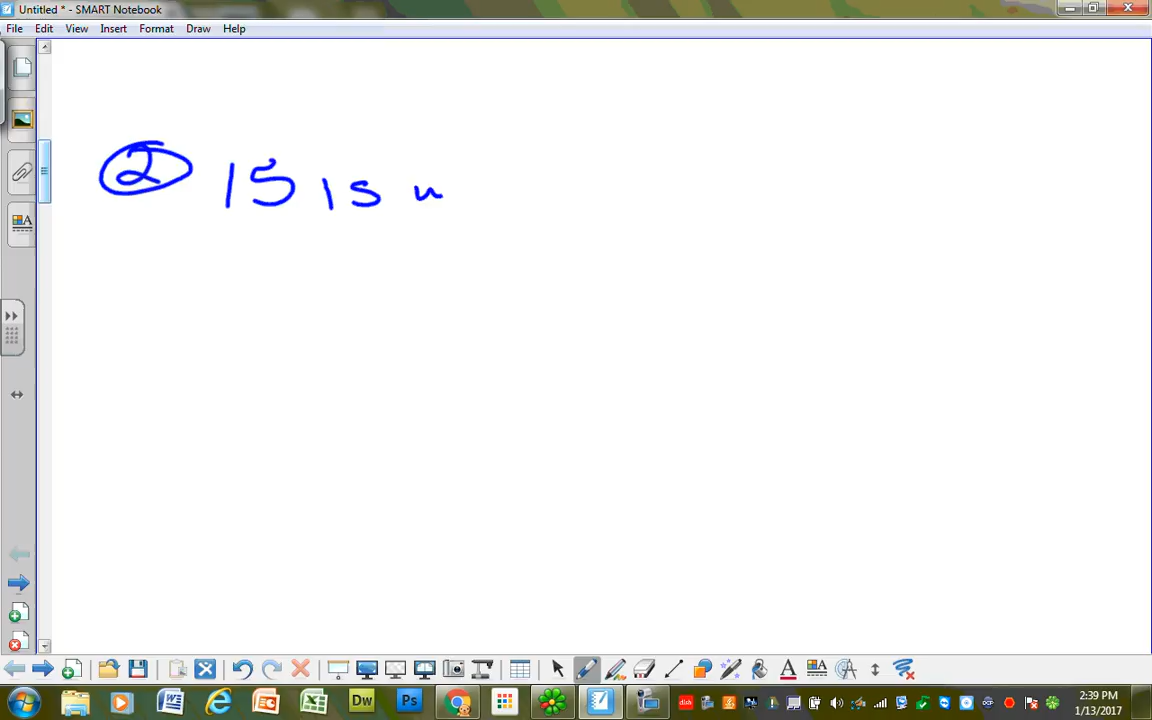 Untitled * - SMART Notebook
File Edit View Insert Format Draw Help
2 15 is w
2:39 PM
1/13/2017